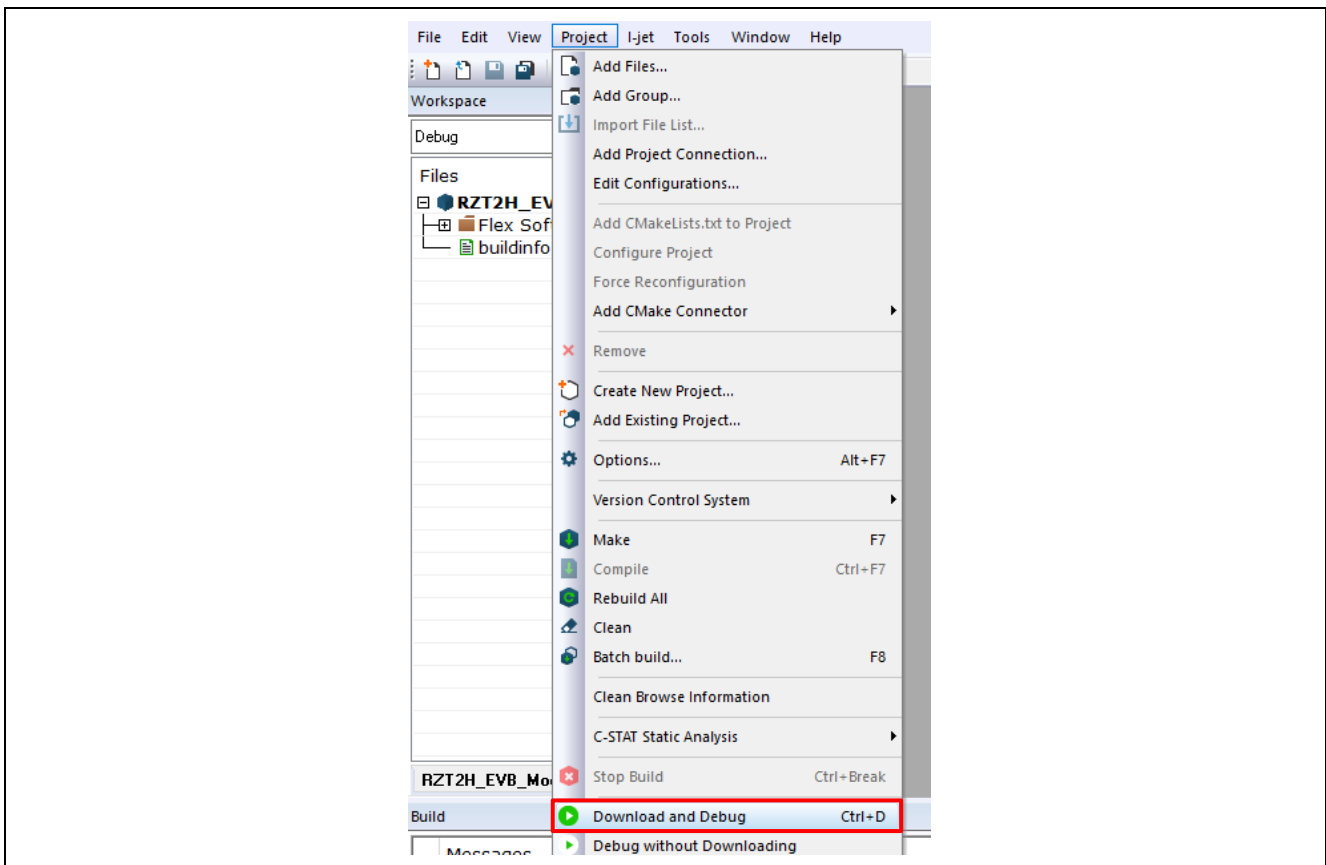 File Edit View Project I-jet Tools Window Help
Add Files...
Workspace
Add Group...
Import File List...
Debug
Add Project Connection...
Files
Edit Configurations...
RZT2H_EV
Flex Sof
Add CMakeLists.txt to Project
buildinfo
Configure Project
Force Reconfiguration
Add CMake Connector
Remove
Create New Project...
Add Existing Project...
Options... Alt+F7
Version Control System
Make F7
Compile Ctrl+F7
Rebuild All
Clean
Batch build... F8
Clean Browse Information
C-STAT Static Analysis
RZT2H_EVB_Mo
Stop Build Ctrl+Break
Build
Download and Debug Ctrl+D
Messages
Debug without Downloading